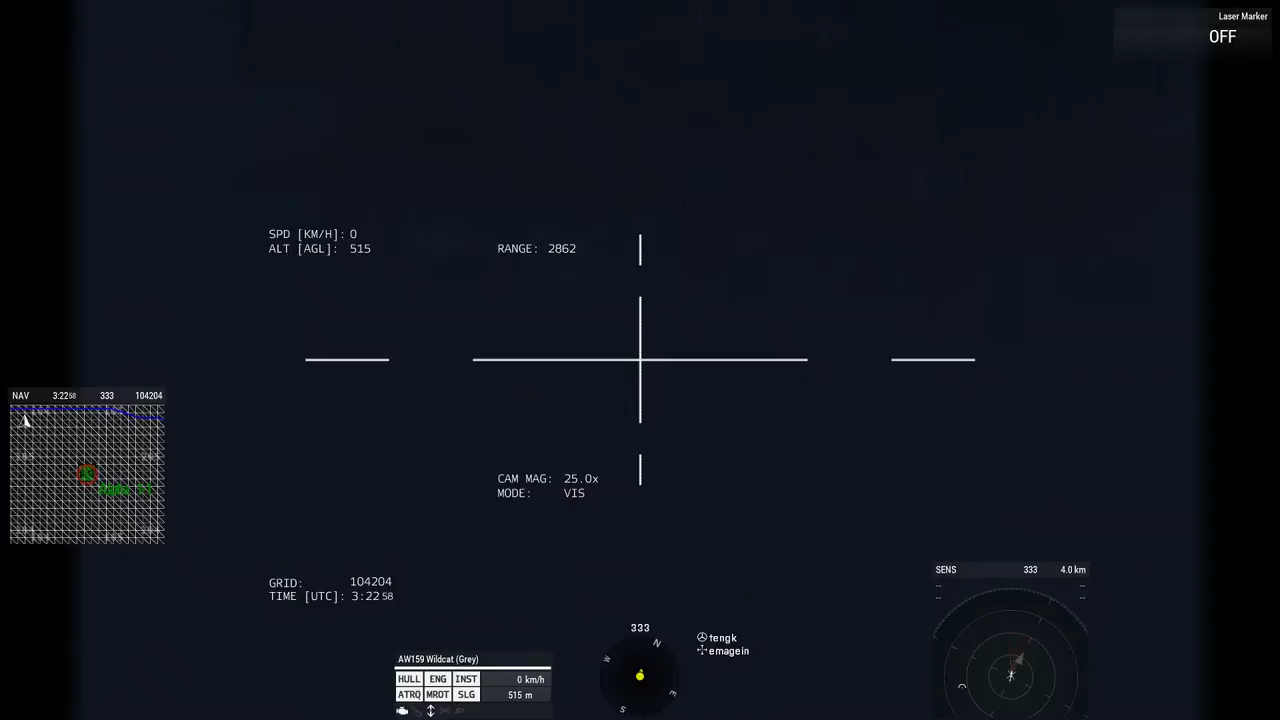 Laser Marker
OFF
SPD [KM/H]: 0
ALT [AGL]: 515
RANGE: 2862
NAV 3:22 58 333 104204
CAM MAG: 25.0x
MODE: VIS
GRID: 104204
TIME [UTC]: 3:22 58
SENS 333 4.0 km
333
N
W
E
S
tengk
emagein
AW159 Wildcat (Grey)
HULL ENG INST 0 km/h
ATRQ MROT SLG 515 m